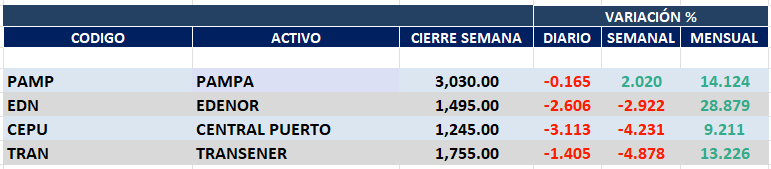 VARIACIÓN %
CODIGO ACTIVO CIERRE SEMANA DIARIO SEMANAL MENSUAL
PAMP PAMPA 3,030.00 -0.165 2.020 14.124
EDN EDENOR 1,495.00 -2.606 -2.922 28.879
CEPU CENTRAL PUERTO 1,245.00 -3.113 -4.231 9.211
TRAN TRANSENER 1,755.00 -1.405 -4.878 13.226